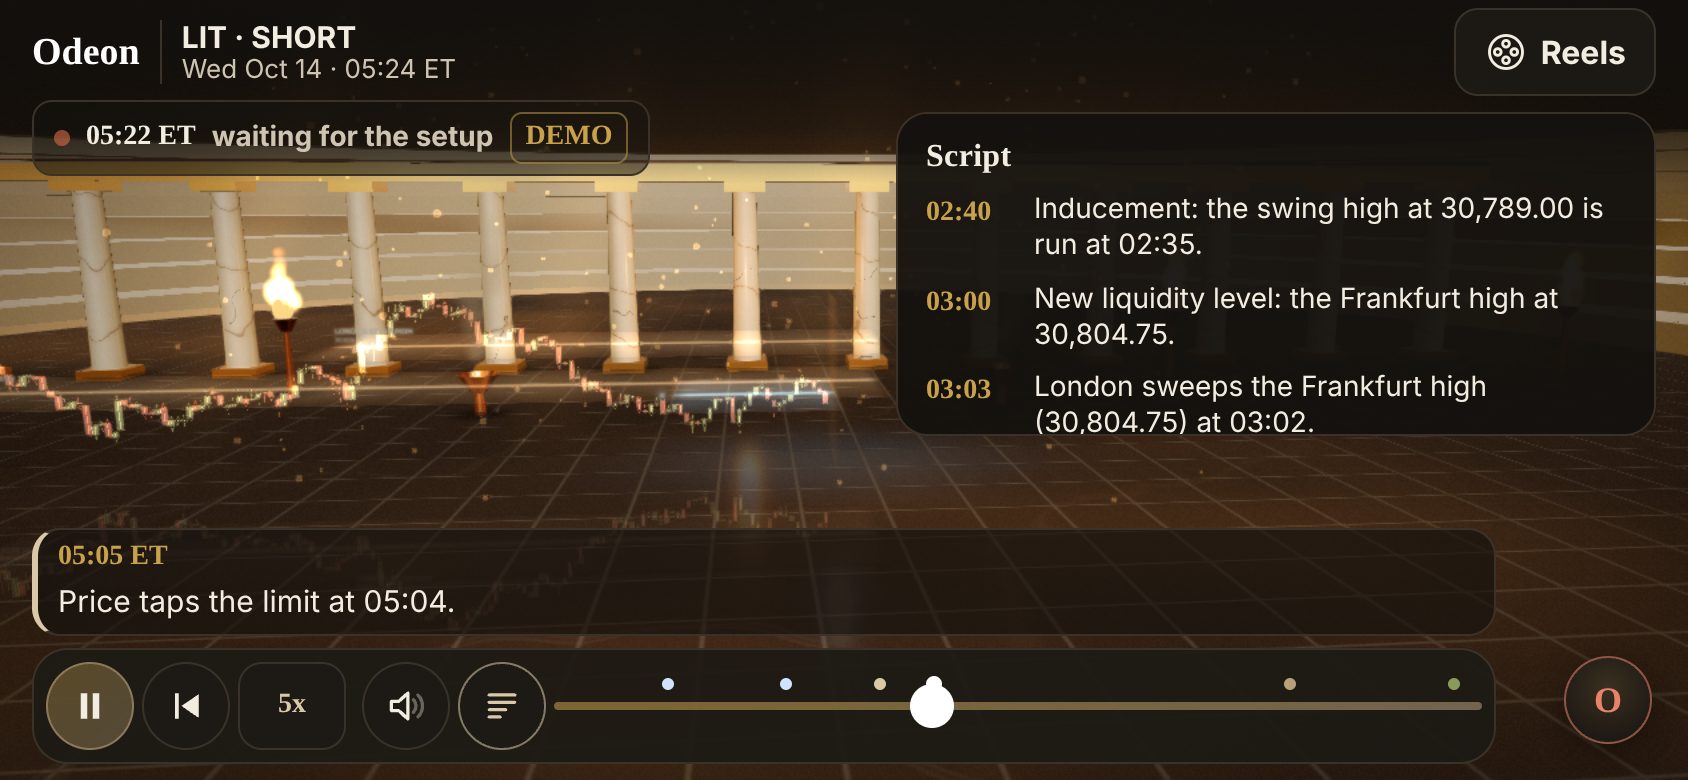 Odeon
LIT · SHORT
Wed Oct 14 · 05:24 ET
Reels
05:22 ET waiting for the setup DEMO
Script
02:40 Inducement: the swing high at 30,789.00 is
run at 02:35.
03:00 New liquidity level: the Frankfurt high at
30,804.75.
03:03 London sweeps the Frankfurt high
(30,804.75) at 03:02.
05:05 ET
Price taps the limit at 05:04.
5x
O